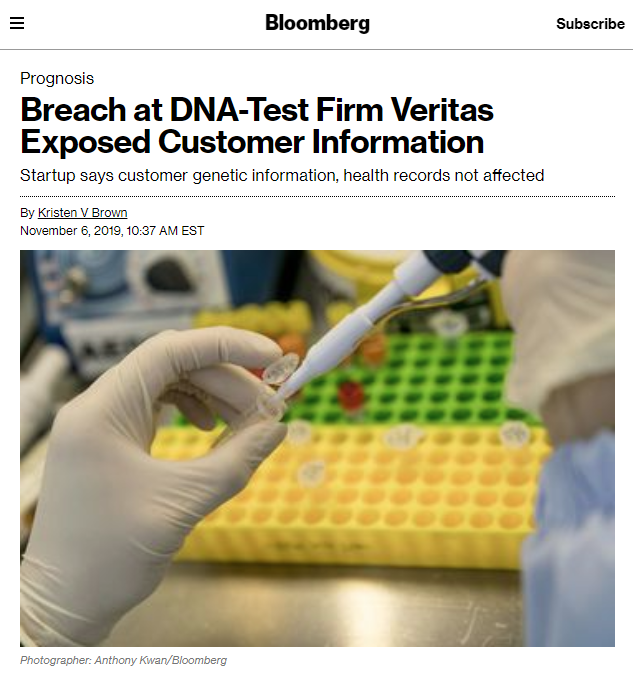 Bloomberg
Subscribe
Prognosis
Breach at DNA-Test Firm Veritas
Exposed Customer Information
Startup says customer genetic information, health records not affected
By Kristen V Brown
November 6, 2019, 10:37 AM EST
Photographer: Anthony Kwan/Bloomberg